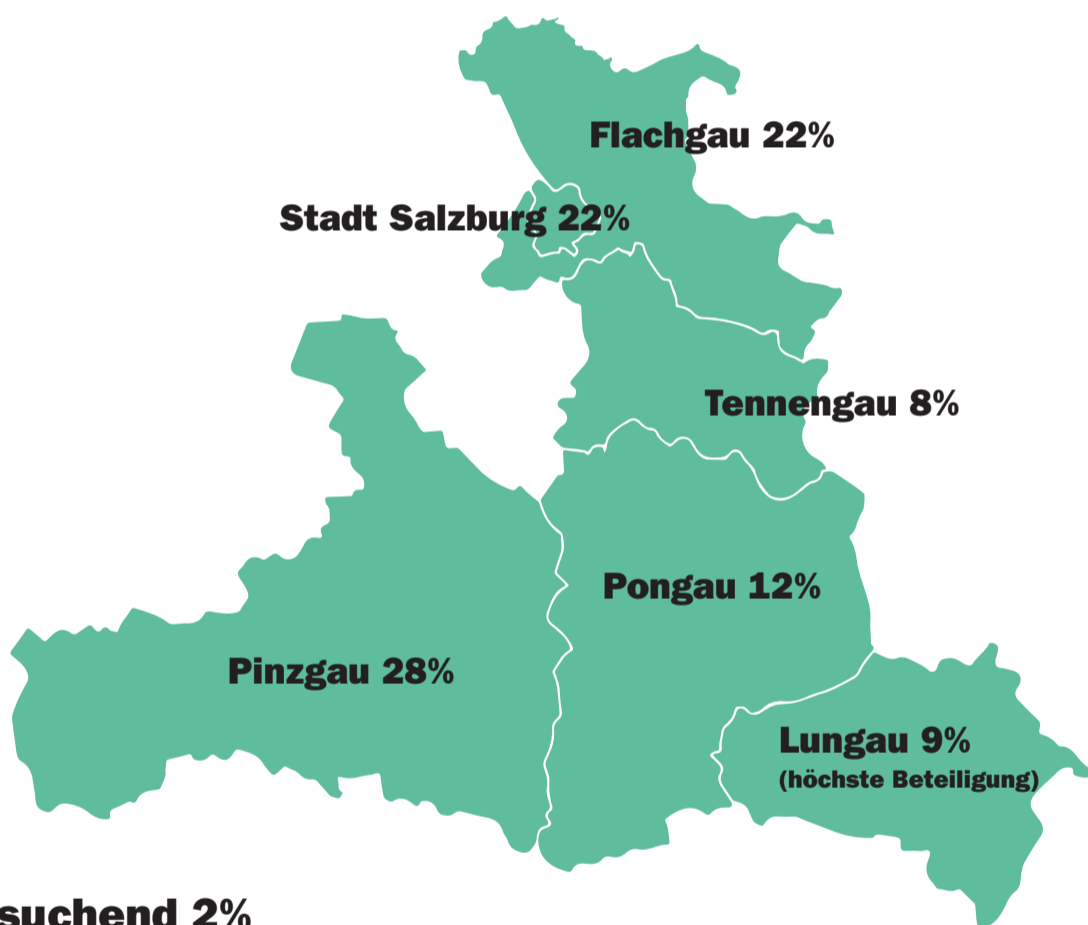 Flachgau 22%
Stadt Salzburg 22%
Tennengau 8%
Pongau 12%
Pinzgau 28%
Lungau 9%
(höchste Beteiligung)
suchend 2%